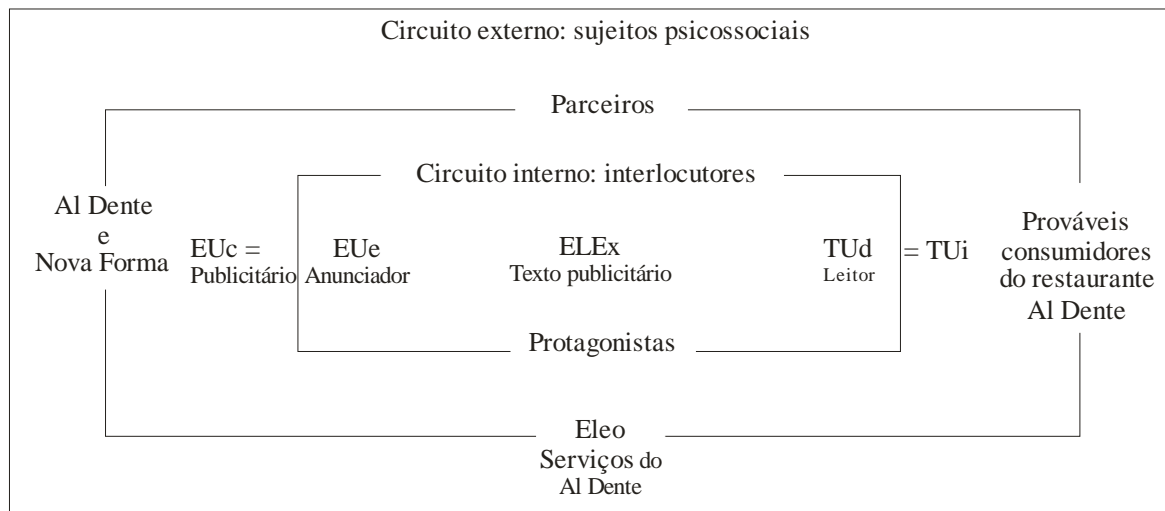 Circuito externo: sujeitos psicossociais
Parceiros
Circuito interno: interlocutores
Al Dente
e
Nova Forma
EUc =
Publicitário
EUe
Anunciador
ELEx
Texto publicitário
TUd
Leitor
= TUi
Prováveis
consumidores
do restaurante
Al Dente
Protagonistas
Eleo
Serviços do
Al Dente